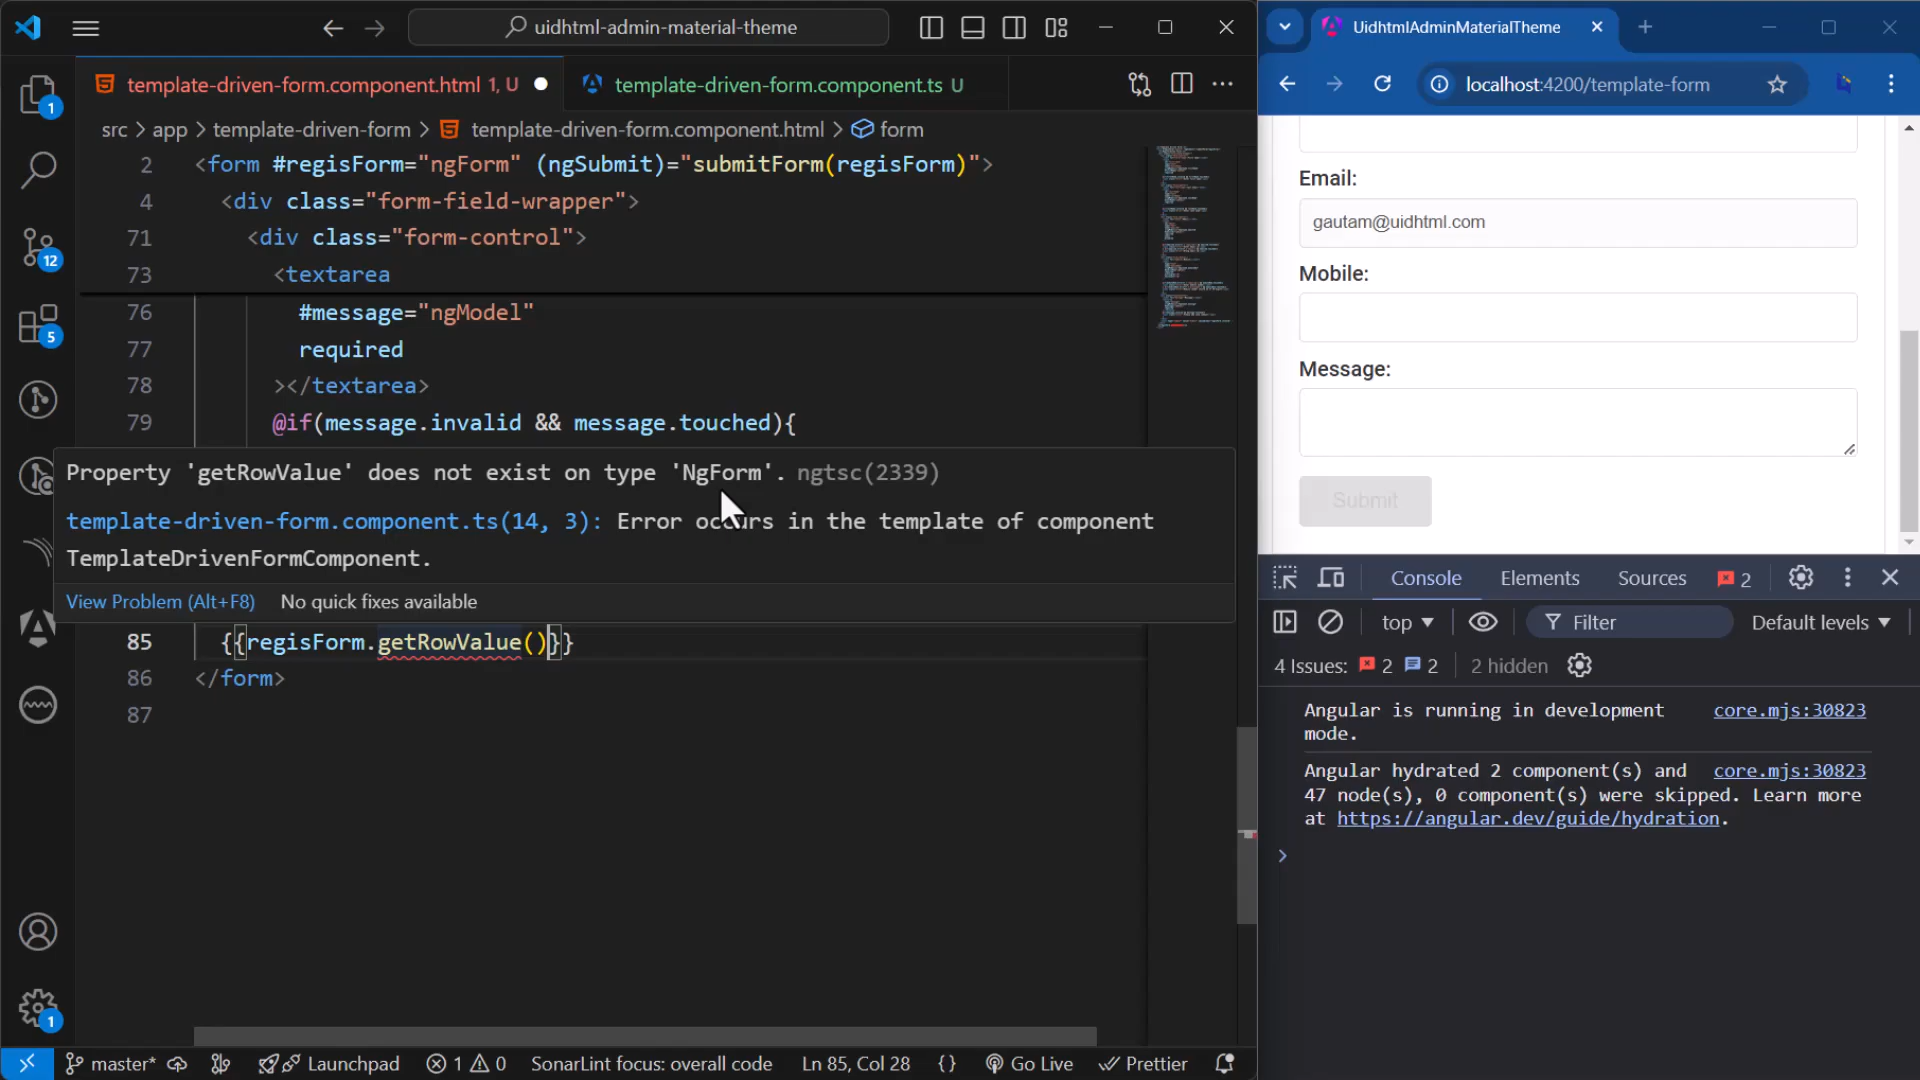 uidhtml-admin-material-theme
template-driven-form.component.html 1, U
template-driven-form.component.ts U
src > app > template-driven-form > template-driven-form.component.html > form
2 <form #regisForm="ngForm" (ngSubmit)="submitForm(regisForm)">
4 <div class="form-field-wrapper">
71 <div class="form-control">
73 <textarea
76 #message="ngModel"
77 required
78 ></textarea>
79 @if(message.invalid && message.touched){
Property 'getRowValue' does not exist on type 'NgForm'. ngtsc(2339)
template-driven-form.component.ts(14, 3): Error occurs in the template of component
TemplateDrivenFormComponent.
View Problem (Alt+F8) No quick fixes available
85 {{regisForm.getRowValue()}}
86 </form>
87
1
12
5
1
master* Launchpad 1 0 SonarLint focus: overall code Ln 85, Col 28 {} Go Live Prettier
UidhtmlAdminMaterialTheme
localhost:4200/template-form
Email:
gautam@uidhtml.com
Mobile:
Message:
Submit
Console Elements Sources 2
top Filter Default levels
4 Issues: 2 2 2 hidden
Angular is running in development core.mjs:30823
mode.
Angular hydrated 2 component(s) and core.mjs:30823
47 node(s), 0 component(s) were skipped. Learn more
at https://angular.dev/guide/hydration.